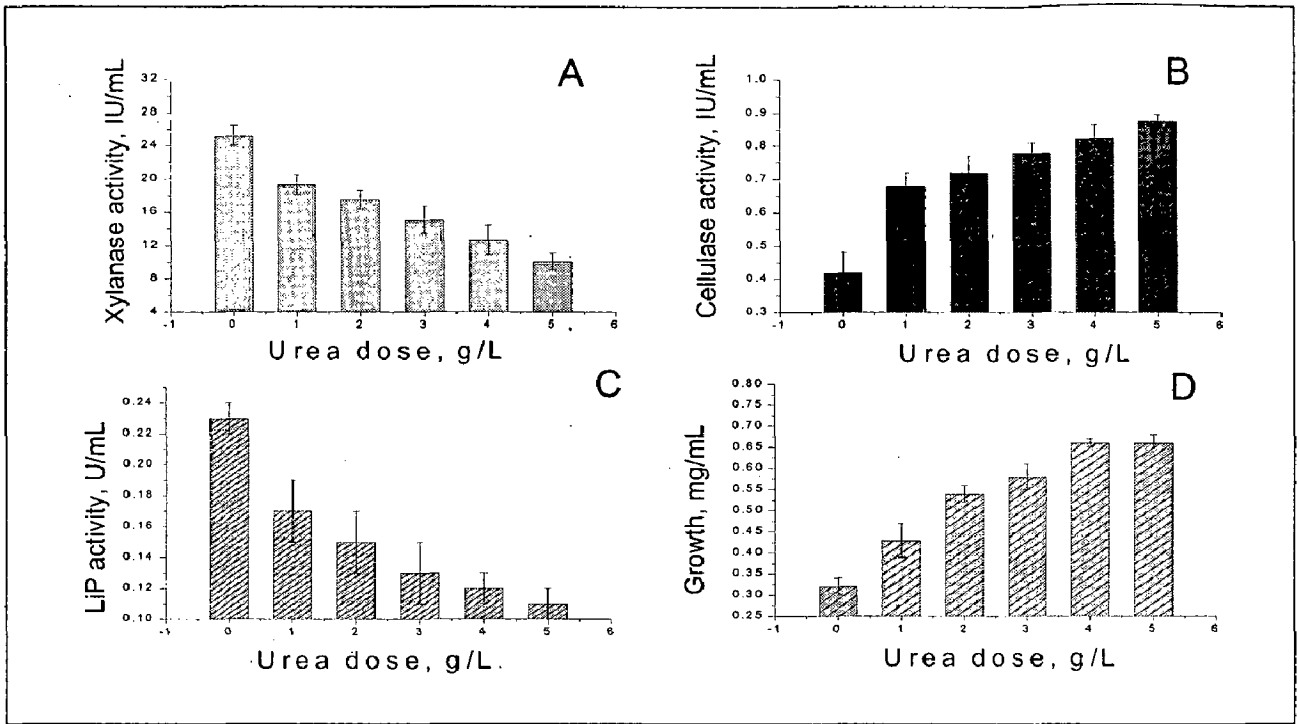 A
Xylanase activity, IU/mL
32
28
24
20
16
12
8
4
-1 0 1 2 3 4 5 6
Urea dose, g/L
B
Cellulase activity, IU/mL
1.0
0.9
0.8
0.7
0.6
0.5
0.4
0.3
-1 0 1 2 3 4 5 6
Urea dose, g/L
C
LiP activity, U/mL
0.24
0.22
0.20
0.18
0.16
0.14
0.12
0.10
-1 0 1 2 3 4 5 6
Urea dose, g/L.
D
Growth, mg/mL
0.80
0.75
0.70
0.65
0.60
0.55
0.50
0.45
0.40
0.35
0.30
0.25
-1 0 1 2 3 4 5 6
Urea dose, g/L